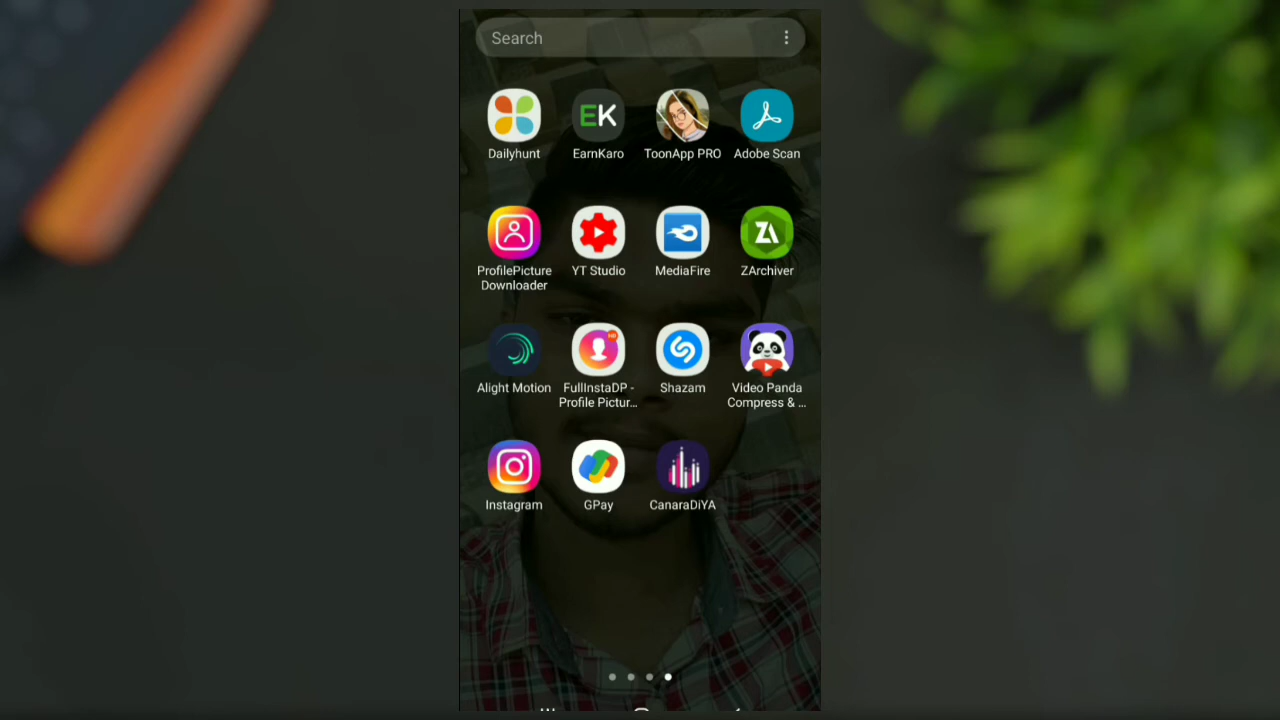 Search
EK
Dailyhunt
EarnKaro
ToonApp PRO
Adobe Scan
ProfilePicture
Downloader
YT Studio
MediaFire
ZArchiver
Alight Motion
FullInstaDP -
Profile Pictur...
Shazam
Video Panda
Compress & ...
Instagram
GPay
CanaraDiYA